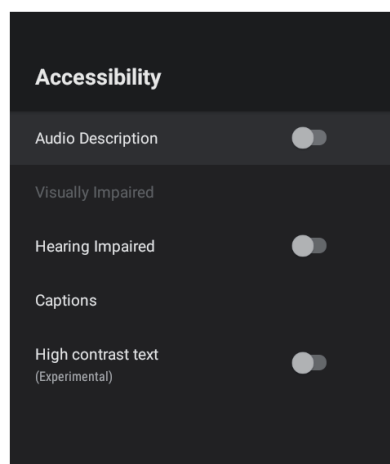 Accessibility
Audio Description
Visually Impaired
Hearing Impaired
Captions
High contrast text
(Experimental)